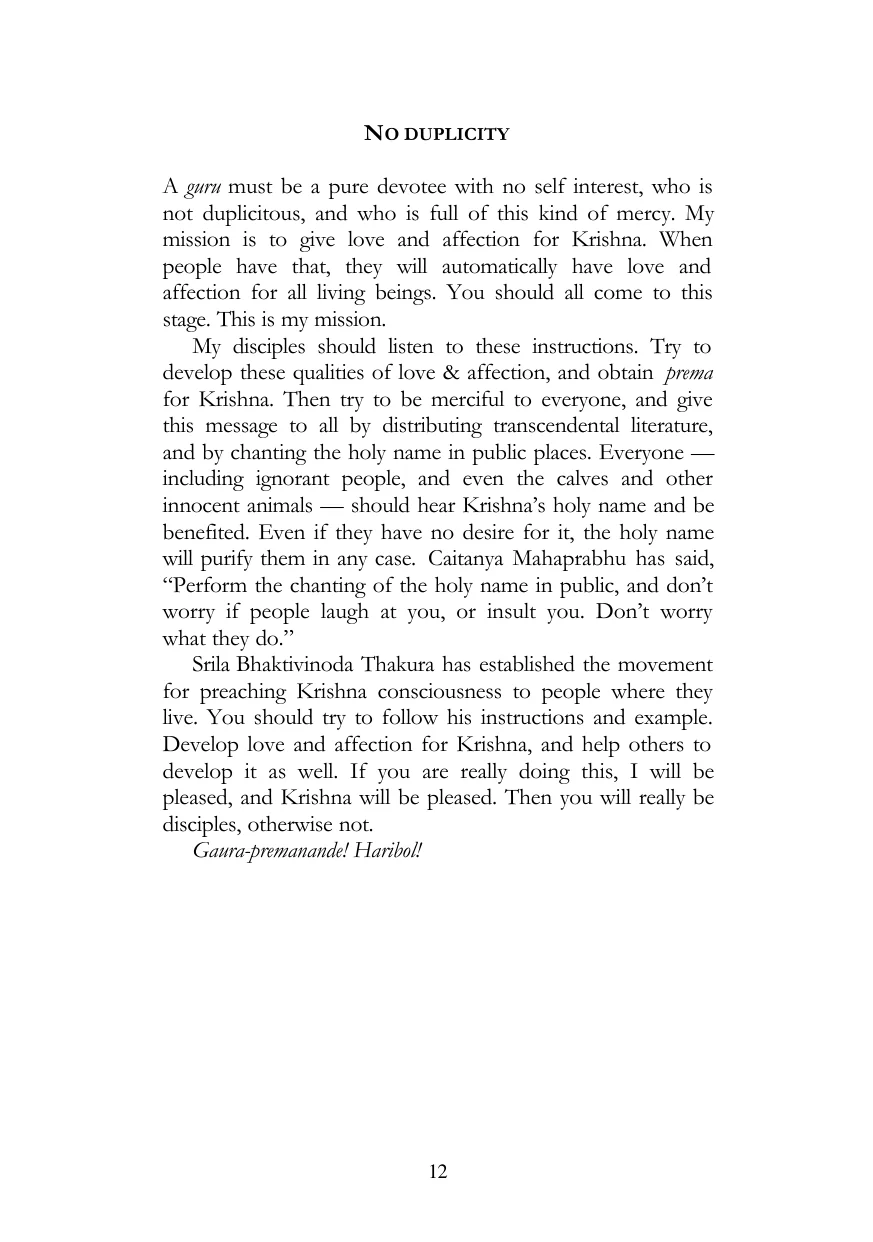 NO DUPLICITY
A guru must be a pure devotee with no self interest, who is
not duplicitous, and who is full of this kind of mercy. My
mission is to give love and affection for Krishna. When
people have that, they will automatically have love and
affection for all living beings. You should all come to this
stage. This is my mission.
My disciples should listen to these instructions. Try to
develop these qualities of love & affection, and obtain prema
for Krishna. Then try to be merciful to everyone, and give
this message to all by distributing transcendental literature,
and by chanting the holy name in public places. Everyone —
including ignorant people, and even the calves and other
innocent animals — should hear Krishna’s holy name and be
benefited. Even if they have no desire for it, the holy name
will purify them in any case. Caitanya Mahaprabhu has said,
“Perform the chanting of the holy name in public, and don’t
worry if people laugh at you, or insult you. Don’t worry
what they do.”
Srila Bhaktivinoda Thakura has established the movement
for preaching Krishna consciousness to people where they
live. You should try to follow his instructions and example.
Develop love and affection for Krishna, and help others to
develop it as well. If you are really doing this, I will be
pleased, and Krishna will be pleased. Then you will really be
disciples, otherwise not.
Gaura-premanande! Haribol!
12